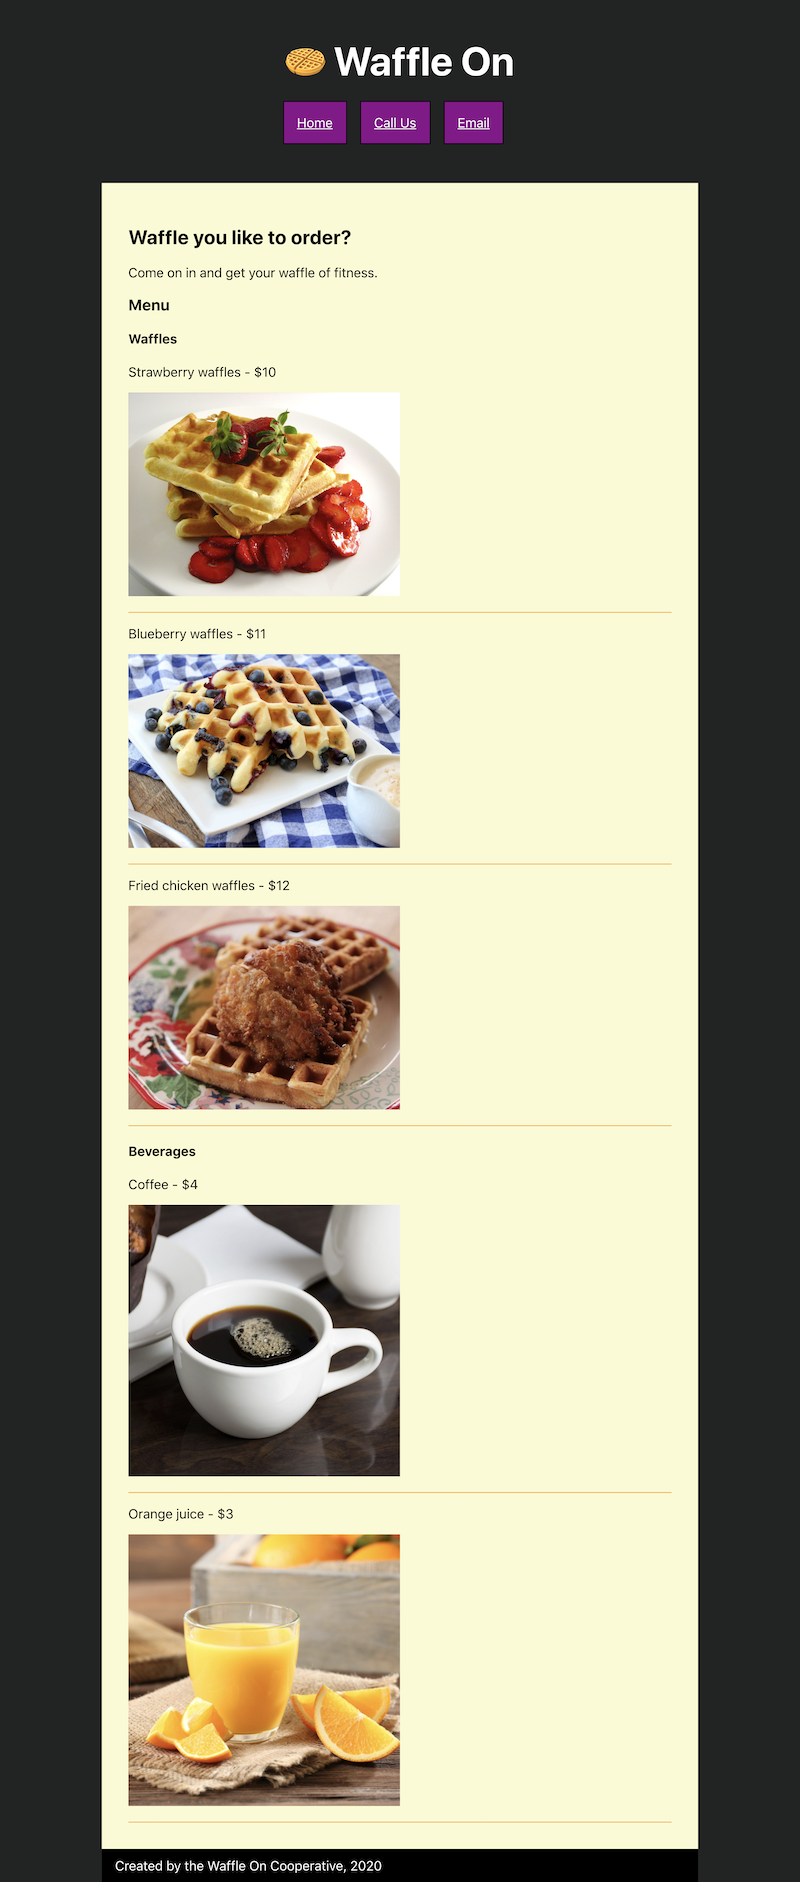 Waffle On
Home
Call Us
Email
Waffle you like to order?
Come on in and get your waffle of fitness.
Menu
Waffles
Strawberry waffles - $10
Blueberry waffles - $11
Fried chicken waffles - $12
Beverages
Coffee - $4
Orange juice - $3
Created by the Waffle On Cooperative, 2020